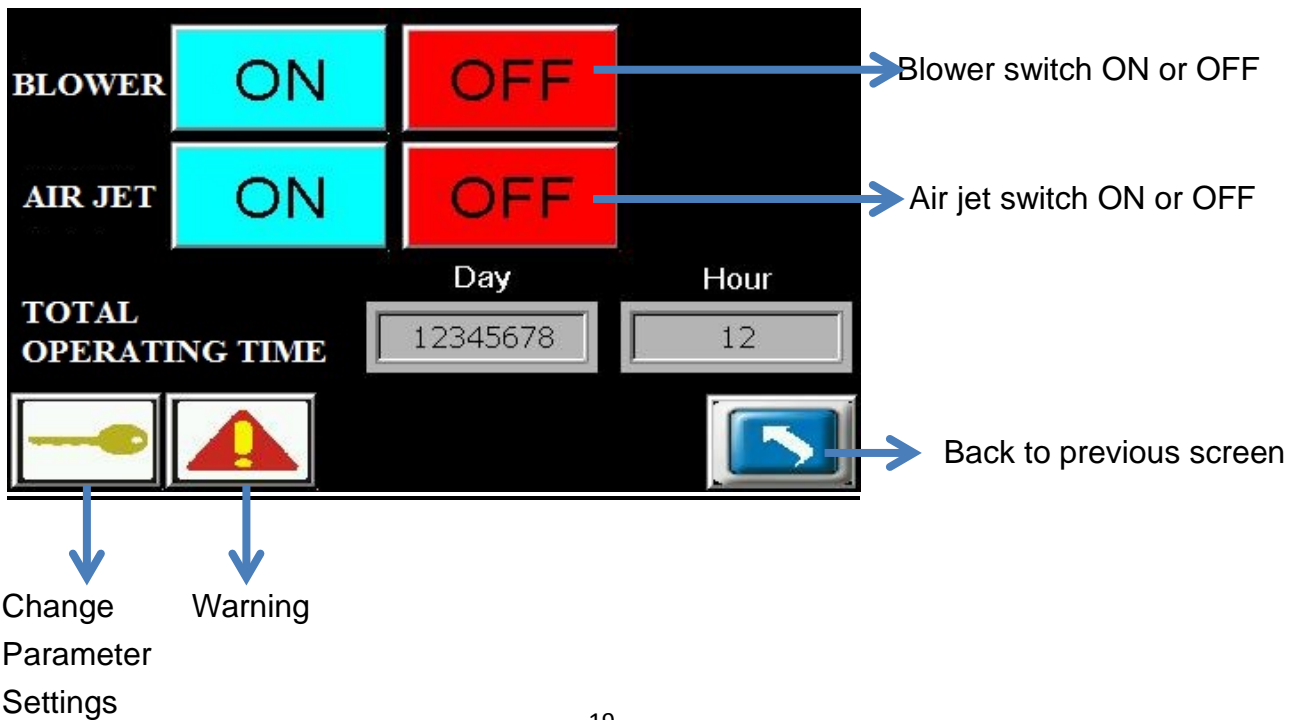 BLOWER ON OFF Blower switch ON or OFF
AIR JET ON OFF Air jet switch ON or OFF
Day Hour
TOTAL
OPERATING TIME 12345678 12
Back to previous screen
Change Warning
Parameter
Settings